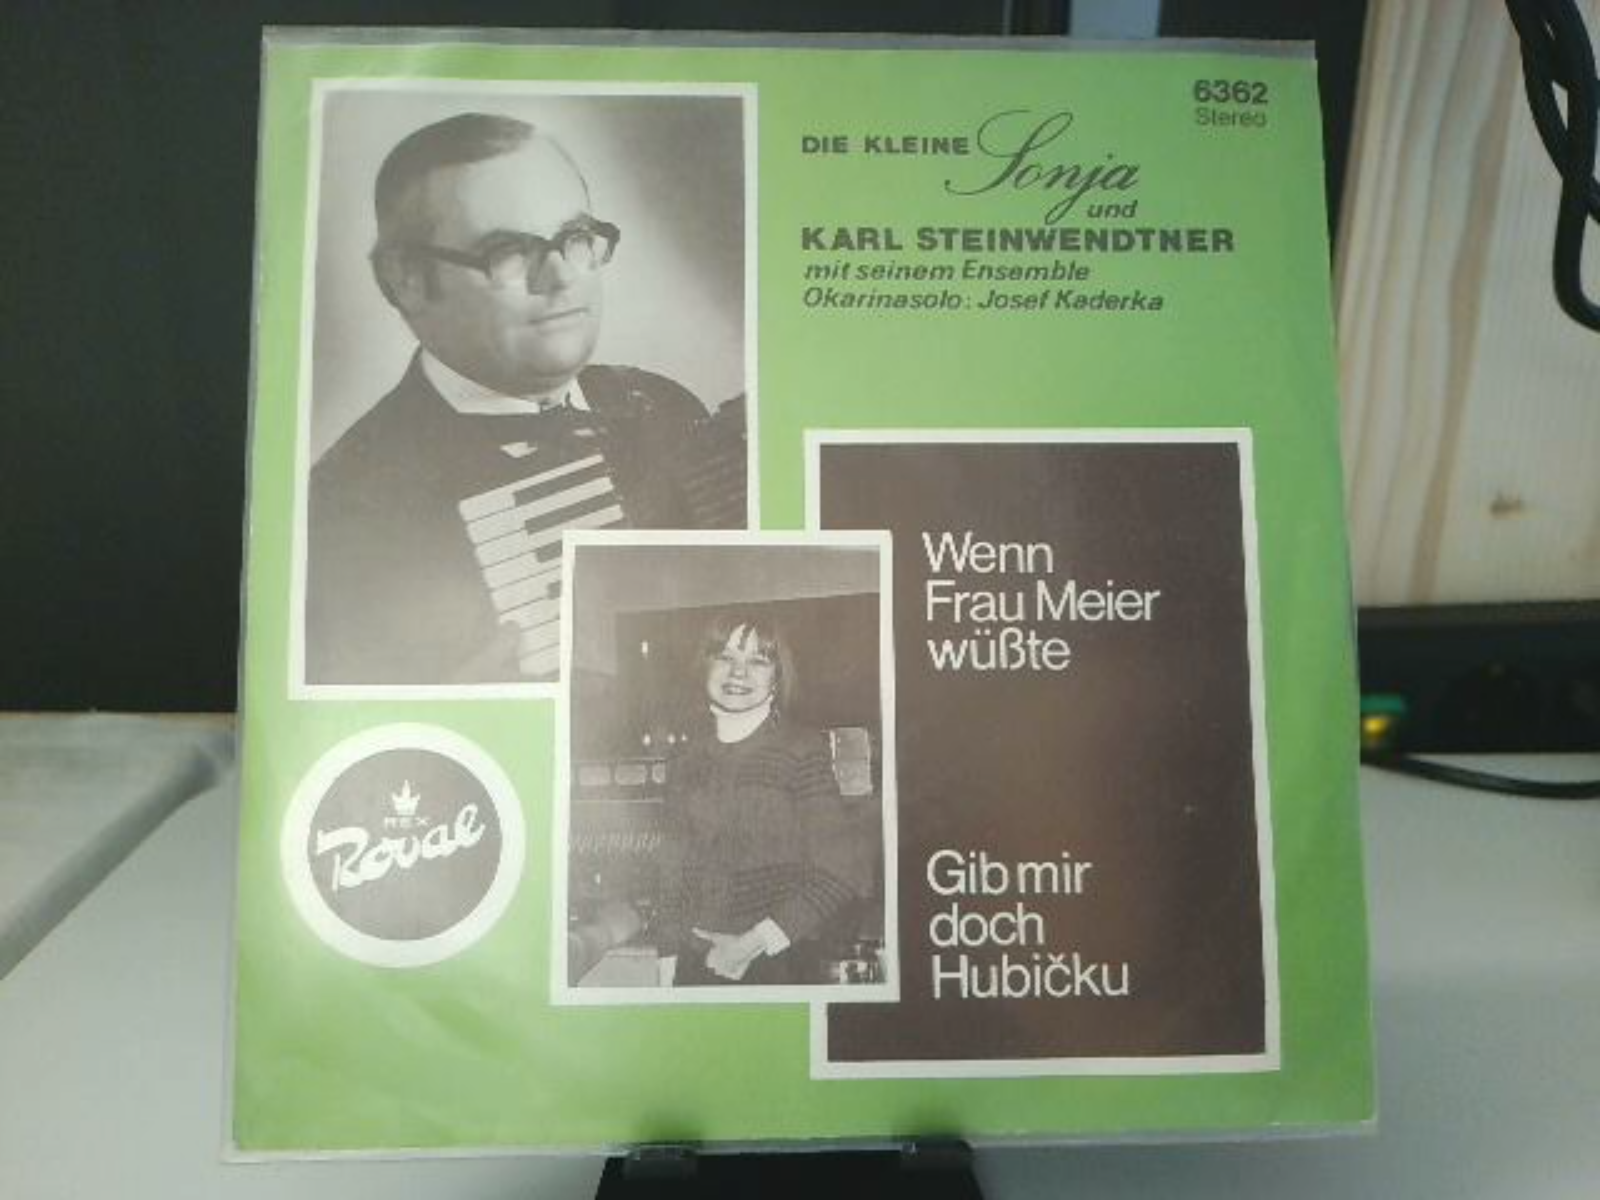 6362
Stereo
DIE KLEINE Sonja
und
KARL STEINWENDTNER
mit seinem Ensemble
Okarinasolo: Josef Kaderka
Wenn
Frau Meier
wüßte
REX
Royal
Gib mir
doch
Hubičku